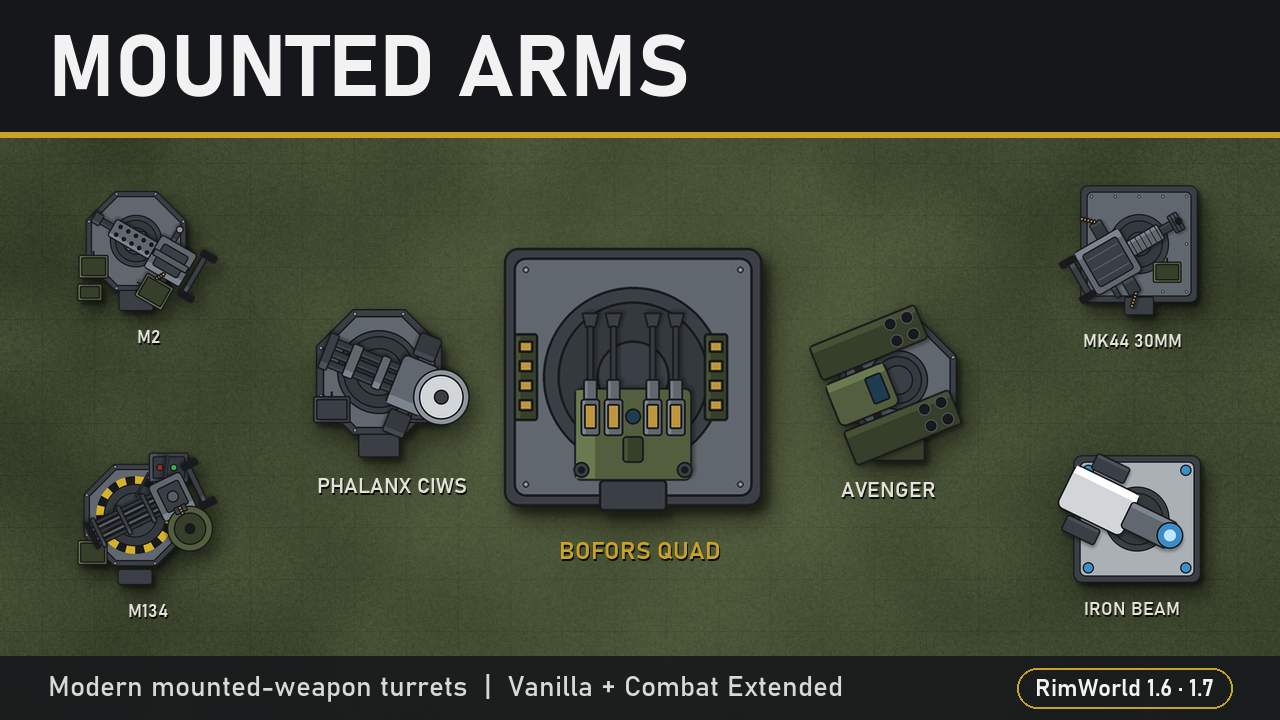 MOUNTED ARMS
M2
MK44 30MM
PHALANX CIWS
AVENGER
BOFORS QUAD
M134
IRON BEAM
Modern mounted-weapon turrets | Vanilla + Combat Extended
RimWorld 1.6 · 1.7